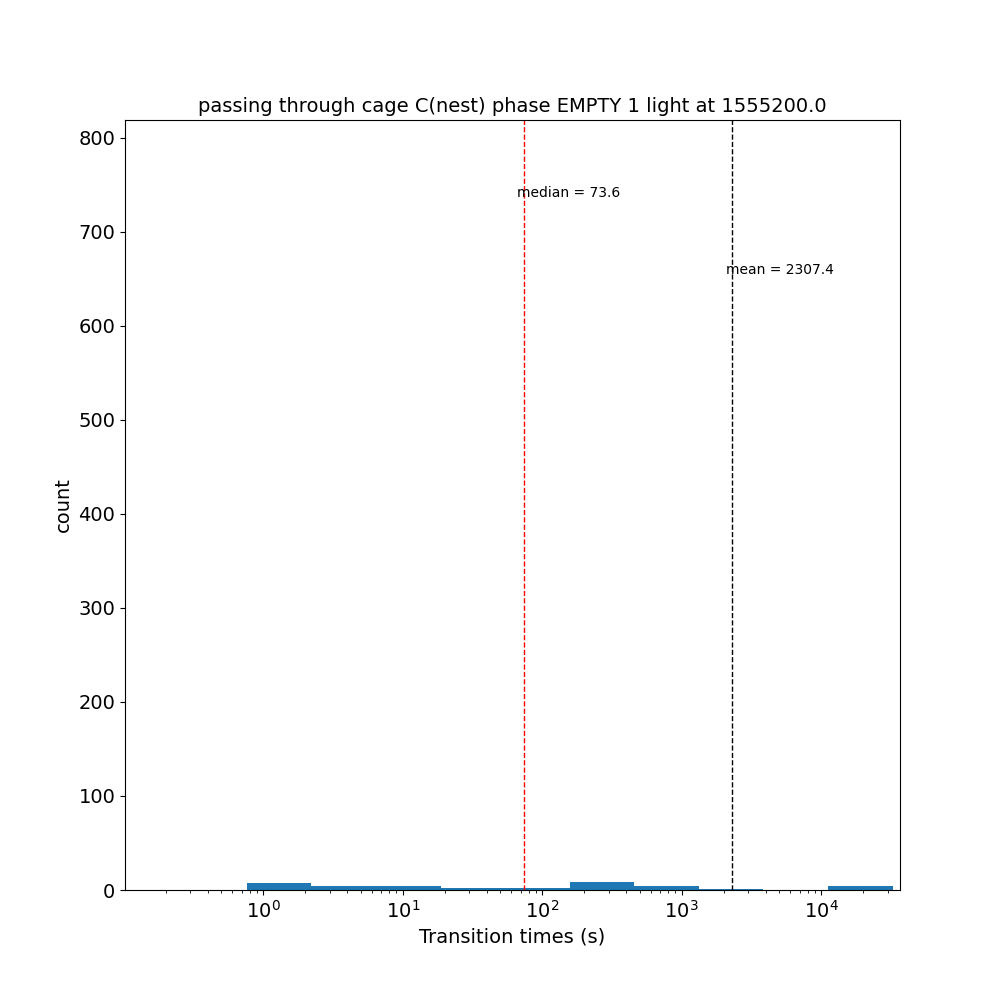 passing through cage C(nest) phase EMPTY 1 light at 1555200.0
800
median = 73.6
700
mean = 2307.4
600
500
count
400
300
200
100
0
10⁰ 10¹ 10² 10³ 10⁴
Transition times (s)